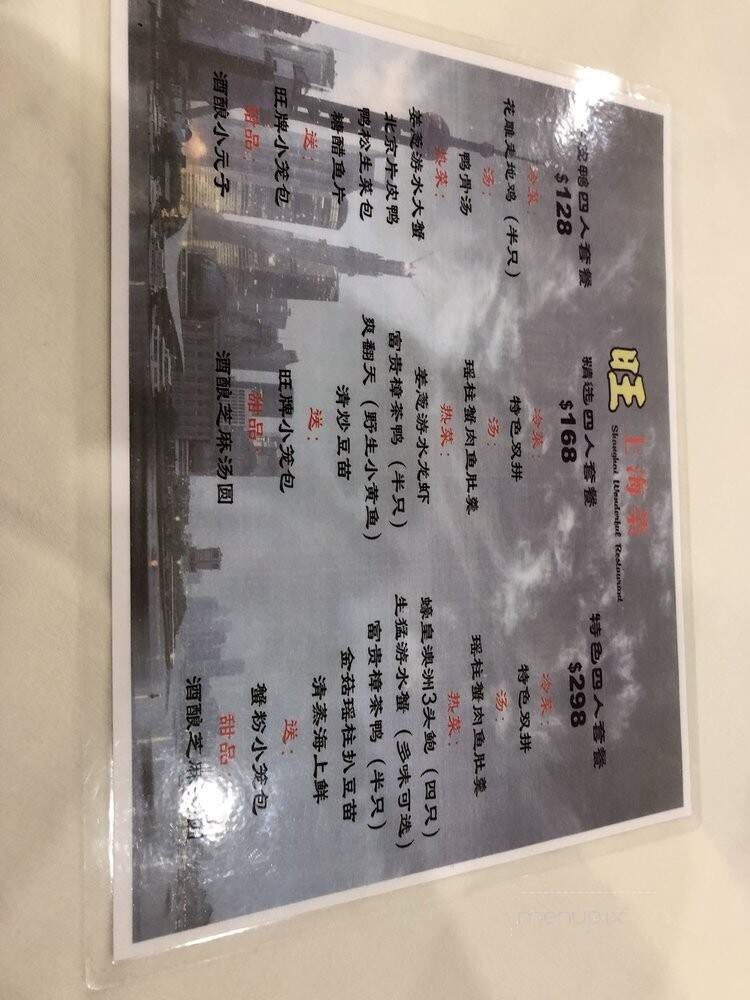 旺 上海
Shanghai Wonderful Restaurant
鸭四人套餐
$128
冷菜：
花雕走地鸡（半只）
汤：
鸭骨汤
热菜：
姜葱游水大蟹
北京片皮鸭
鸭松生菜包
糖醋鱼片
送：
旺牌小笼包
甜品：
酒酿小元子
精选四人套餐
$168
冷菜：
特色双拼
汤：
瑶柱蟹肉鱼肚羹
热菜：
姜葱游水龙虾
富贵樟茶鸭（半只）
爽翻天（野生小黄鱼）
清炒豆苗
送：
旺牌小笼包
甜品：
酒酿芝麻汤圆
特色四人套餐
$298
冷菜：
特色双拼
汤：
瑶柱蟹肉鱼肚羹
热菜：
蠔皇澳洲3头鲍（四只）
生猛游水蟹（多味可选）
富贵樟茶鸭（半只）
金菇瑶柱扒豆苗
清蒸海上鲜
送：
蟹粉小笼包
甜品：
酒酿芝麻